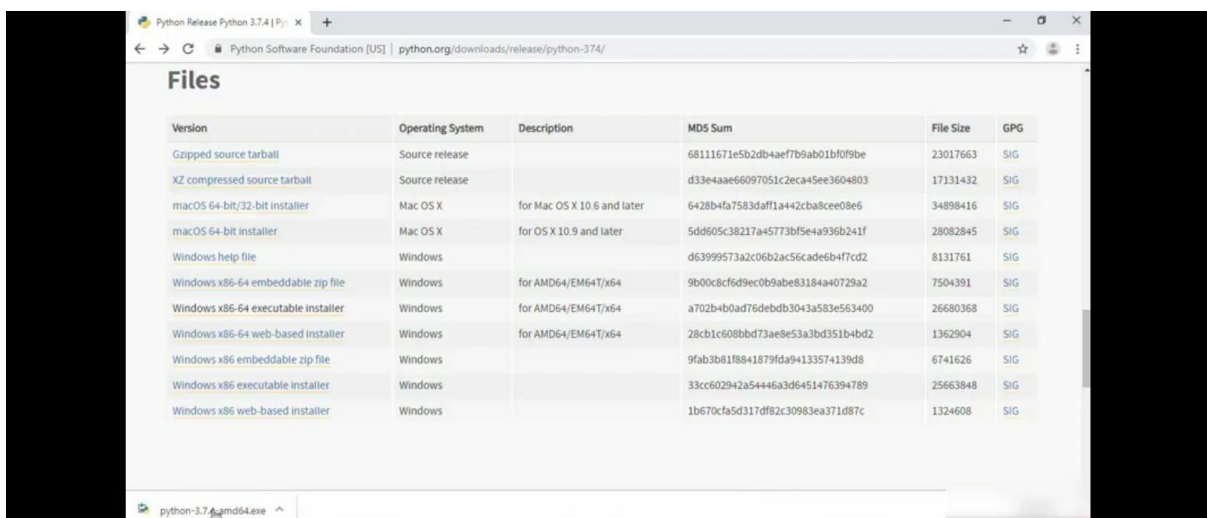 Python Release Python 3.7.4 | Py
Python Software Foundation [US] | python.org/downloads/release/python-374/
Files
Version Operating System Description MD5 Sum File Size GPG
Gzipped source tarball Source release 68111671e5b2db4aef7b9ab01bf0f9be 23017663 SIG
XZ compressed source tarball Source release d33e4aae66097051c2eca45ee3604803 17131432 SIG
macOS 64-bit/32-bit installer Mac OS X for Mac OS X 10.6 and later 6428b4fa7583daff1a442cba8cee08e6 34898416 SIG
macOS 64-bit installer Mac OS X for OS X 10.9 and later 5dd605c38217a45773bf5e4a936b241f 28082845 SIG
Windows help file Windows d63999573a2c06b2ac56cade6b4f7cd2 8131761 SIG
Windows x86-64 embeddable zip file Windows for AMD64/EM64T/x64 9b00c8cf6d9ec0b9abe83184a40729a2 7504391 SIG
Windows x86-64 executable installer Windows for AMD64/EM64T/x64 a702b4b0ad76debdb3043a583e563400 26680368 SIG
Windows x86-64 web-based installer Windows for AMD64/EM64T/x64 28cb1c608bbd73ae8e53a3bd351b4bd2 1362904 SIG
Windows x86 embeddable zip file Windows 9fab3b81f8841879fda94133574139d8 6741626 SIG
Windows x86 executable installer Windows 33cc602942a54446a3d6451476394789 25663848 SIG
Windows x86 web-based installer Windows 1b670cfa5d317df82c30983ea371d87c 1324608 SIG
python-3.7.4-amd64.exe